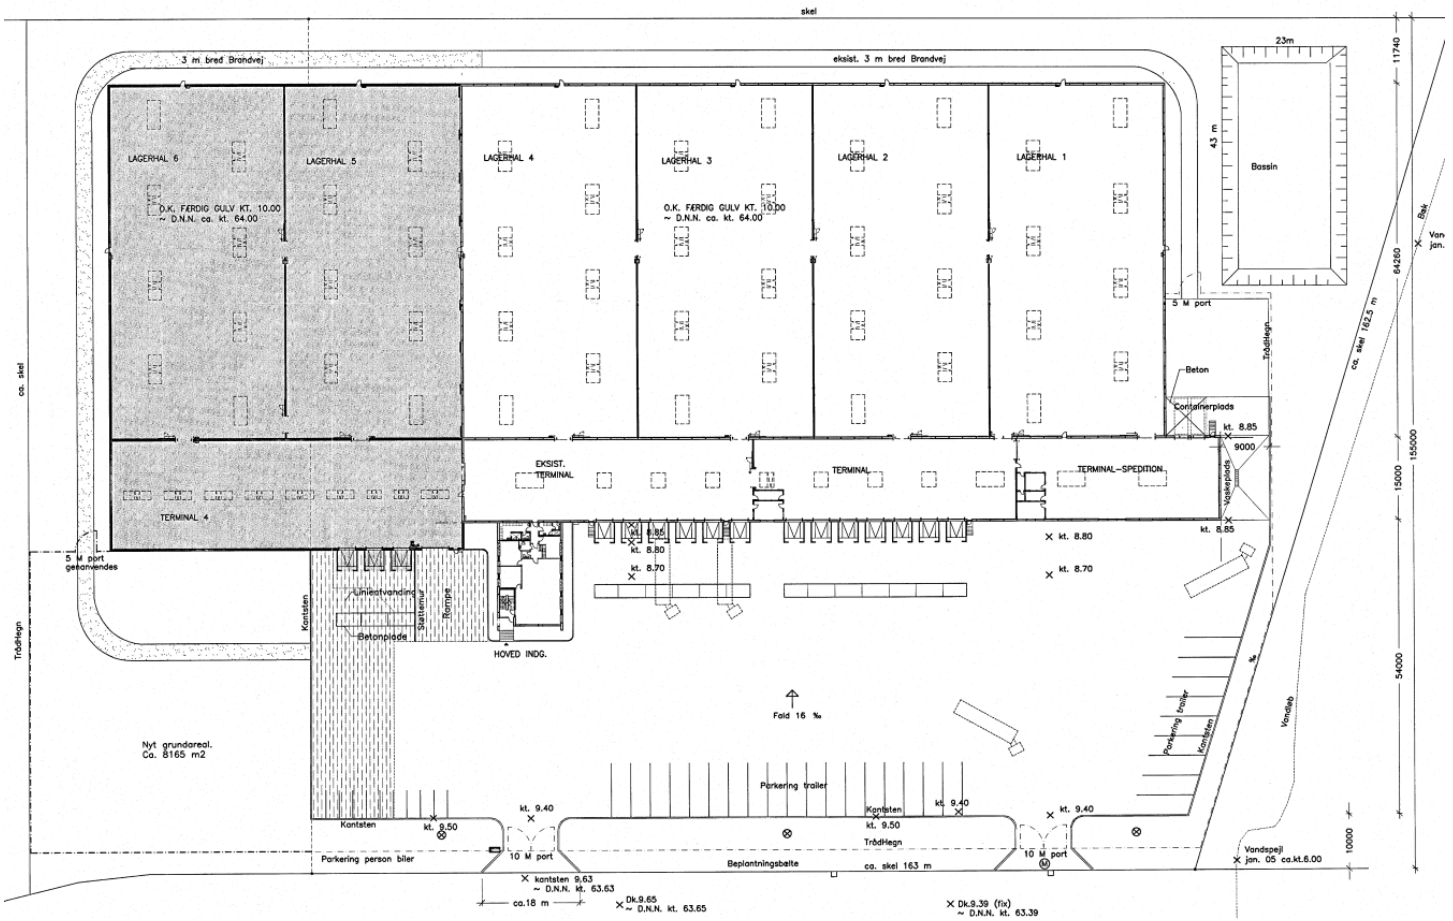 skel
3 m bred Brandvej
eksist. 3 m bred Brandvej
23m
11740
43 m
Bassin
LAGERHAL 6
LAGERHAL 5
LAGERHAL 4
LAGERHAL 3
LAGERHAL 2
LAGERHAL 1
O.K. FÆRDIG GULV KT. 10.00
~ D.N.N. ca. kt. 64.00
O.K. FÆRDIG GULV KT. 10.00
~ D.N.N. ca. kt. 64.00
Bæk
jan.
64260
5 M port
TrådHegn
ca. skel 162.5 m
ca. skel
Beton
Containerplads
kt. 8.85
9000
155000
EKSIST.
TERMINAL
TERMINAL
TERMINAL-SPEDITION
Vaskeplads
15000
TERMINAL 4
kt. 8.85
kt. 8.85
kt. 8.80
kt. 8.80
kt. 8.70
kt. 8.70
5 M port
genanvendes
Linieafvanding
Kantsten
Støttemur
Rampe
Betonplade
TrådHegn
HOVED INDG.
‰
54000
Fald 16 ‰
Parkering trailer
Kantsten
Vandløb
Nyt grundareal.
Ca. 8165 m2
Parkering trailer
Kantsten
kt. 9.50
kt. 9.40
Kantsten
kt. 9.50
kt. 9.40
kt. 9.40
10000
TrådHegn
Parkering person biler
10 M port
Beplantningsbælte
ca. skel 163 m
10 M port
M
Vandspejl
jan. 05 ca.kt.6.00
kantsten 9,63
~ D.N.N. kt. 63.63
ca.18 m
Dk.9.65
~ D.N.N. kt. 63.65
Dk.9.39 (fix)
~ D.N.N. kt. 63.39